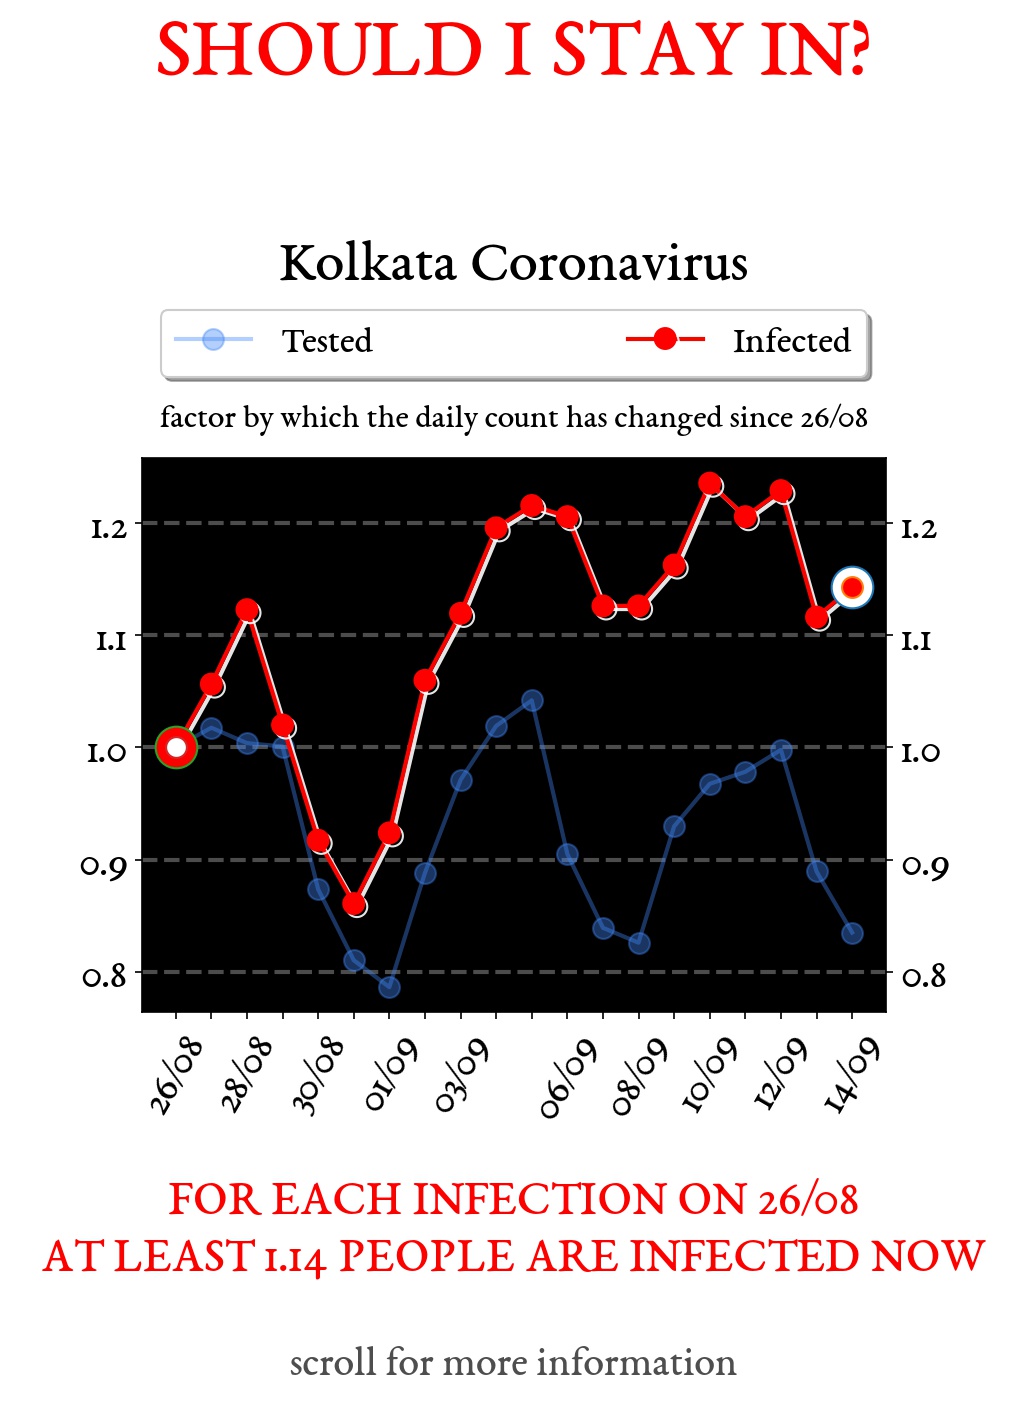 SHOULD I STAY IN?
Kolkata Coronavirus
Tested Infected
factor by which the daily count has changed since 26/08
1.2 1.2
1.1 1.1
1.0 1.0
0.9 0.9
0.8 0.8
26/08 28/08 30/08 01/09 03/09 06/09 08/09 10/09 12/09 14/09
FOR EACH INFECTION ON 26/08
AT LEAST 1.14 PEOPLE ARE INFECTED NOW
scroll for more information